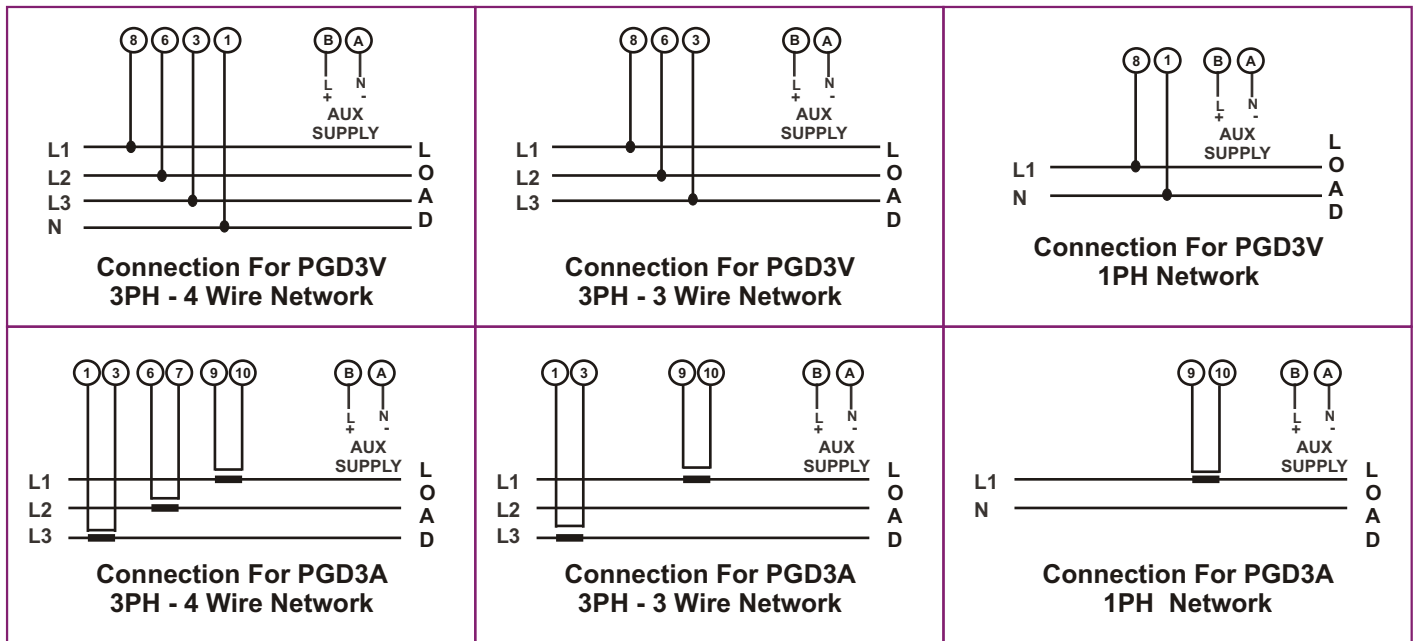 8 6 3 1 B A
L N
+ -
AUX
SUPPLY
L1
L2
L3
N
L
O
A
D
Connection For PGD3V
3PH - 4 Wire Network
8 6 3 B A
L N
+ -
AUX
SUPPLY
L1
L2
L3
L
O
A
D
Connection For PGD3V
3PH - 3 Wire Network
8 1 B A
L N
+ -
AUX
SUPPLY
L1
N
L
O
A
D
Connection For PGD3V
1PH Network
1 3 6 7 9 10 B A
L N
+ -
AUX
SUPPLY
L1
L2
L3
L
O
A
D
Connection For PGD3A
3PH - 4 Wire Network
1 3 9 10 B A
L N
+ -
AUX
SUPPLY
L1
L2
L3
L
O
A
D
Connection For PGD3A
3PH - 3 Wire Network
9 10 B A
L N
+ -
AUX
SUPPLY
L1
N
L
O
A
D
Connection For PGD3A
1PH Network